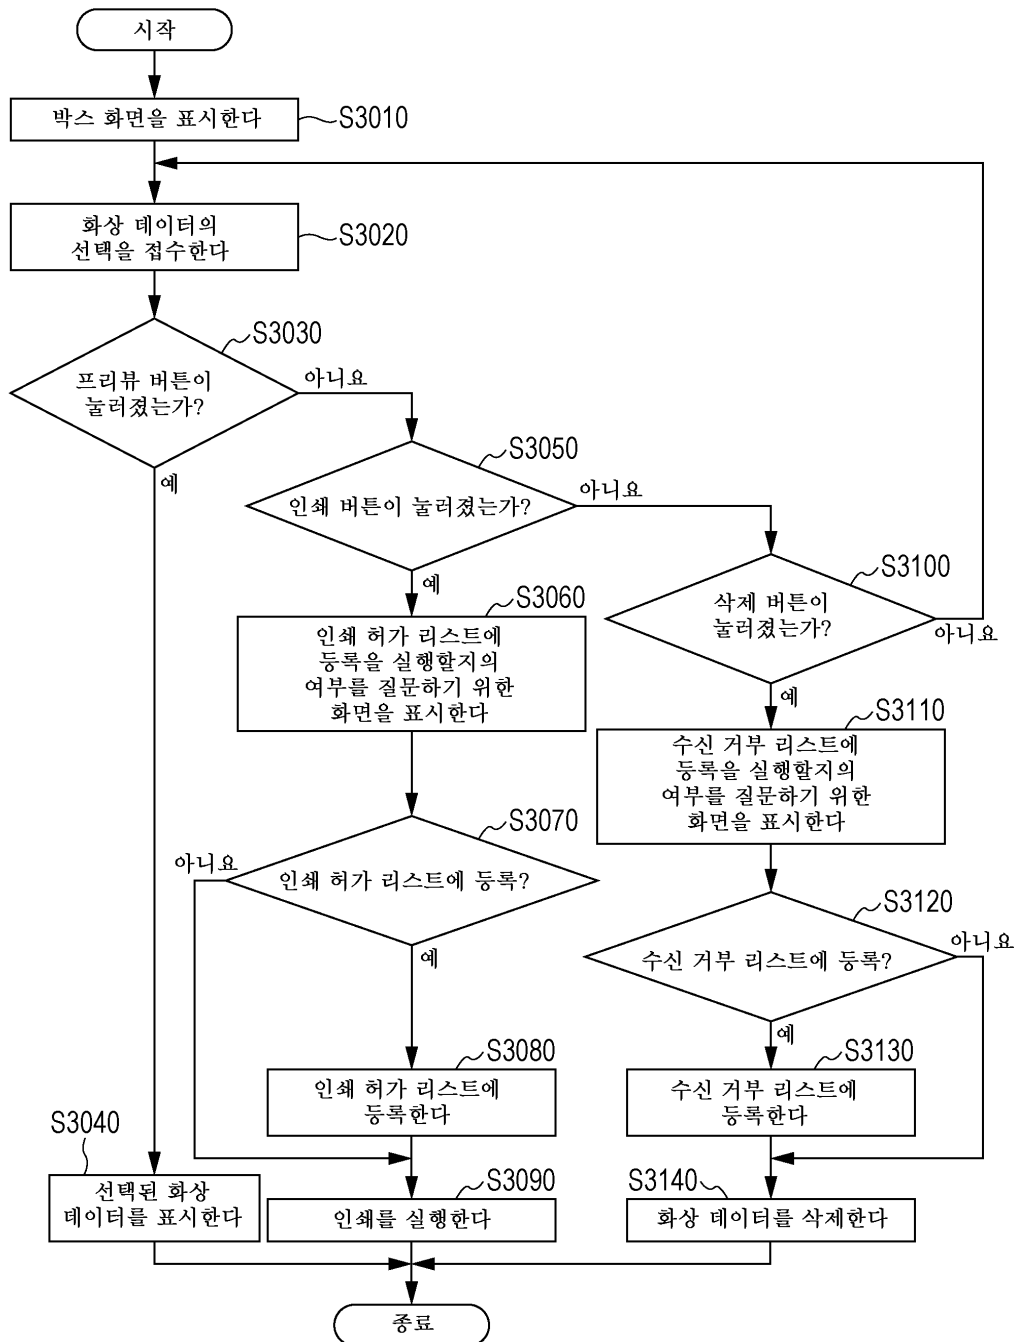 시작
박스 화면을 표시한다
S3010
화상 데이터의
선택을 접수한다
S3020
S3030
프리뷰 버튼이
눌러졌는가?
아니요
예
S3050
인쇄 버튼이 눌러졌는가?
아니요
예
S3100
삭제 버튼이
눌러졌는가?
아니요
예
S3060
인쇄 허가 리스트에
등록을 실행할지의
여부를 질문하기 위한
화면을 표시한다
S3110
수신 거부 리스트에
등록을 실행할지의
여부를 질문하기 위한
화면을 표시한다
S3070
아니요
인쇄 허가 리스트에 등록?
예
S3120
아니요
수신 거부 리스트에 등록?
예
S3080
인쇄 허가 리스트에
등록한다
S3130
수신 거부 리스트에
등록한다
S3040
선택된 화상
데이터를 표시한다
S3090
인쇄를 실행한다
S3140
화상 데이터를 삭제한다
종료